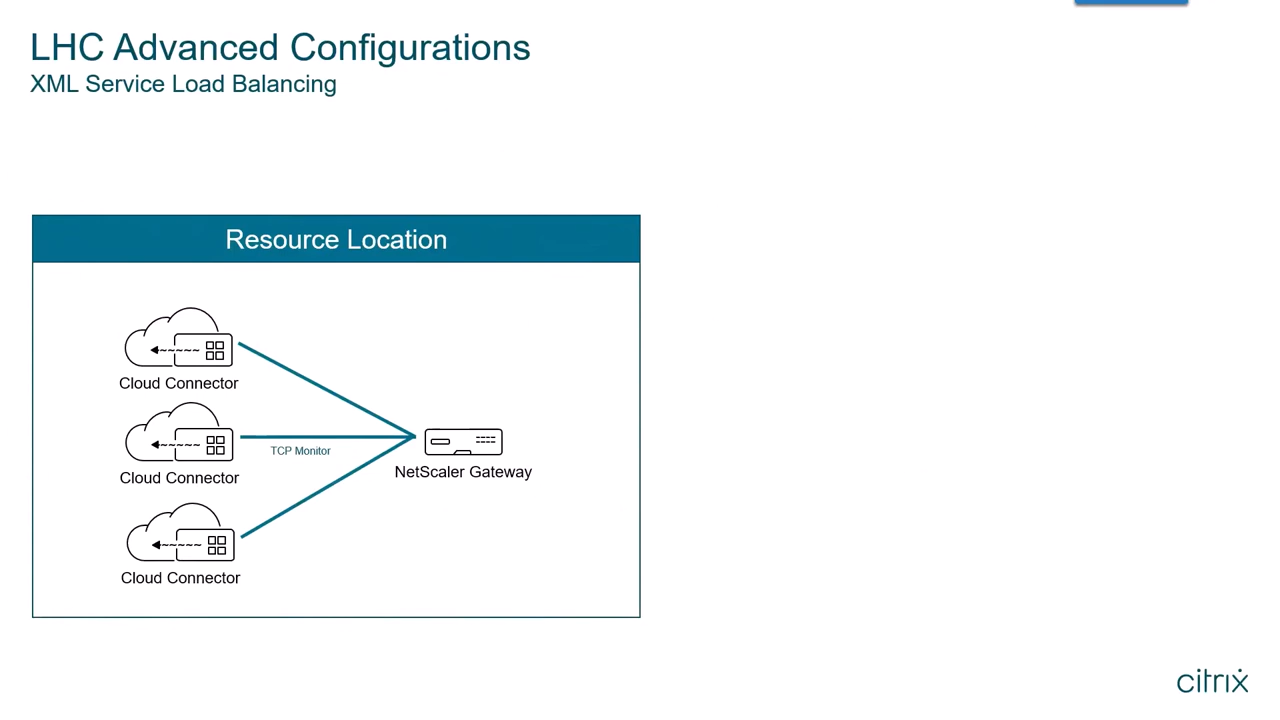 LHC Advanced Configurations
XML Service Load Balancing
Resource Location
Cloud Connector
Cloud Connector
TCP Monitor
NetScaler Gateway
Cloud Connector
citrix